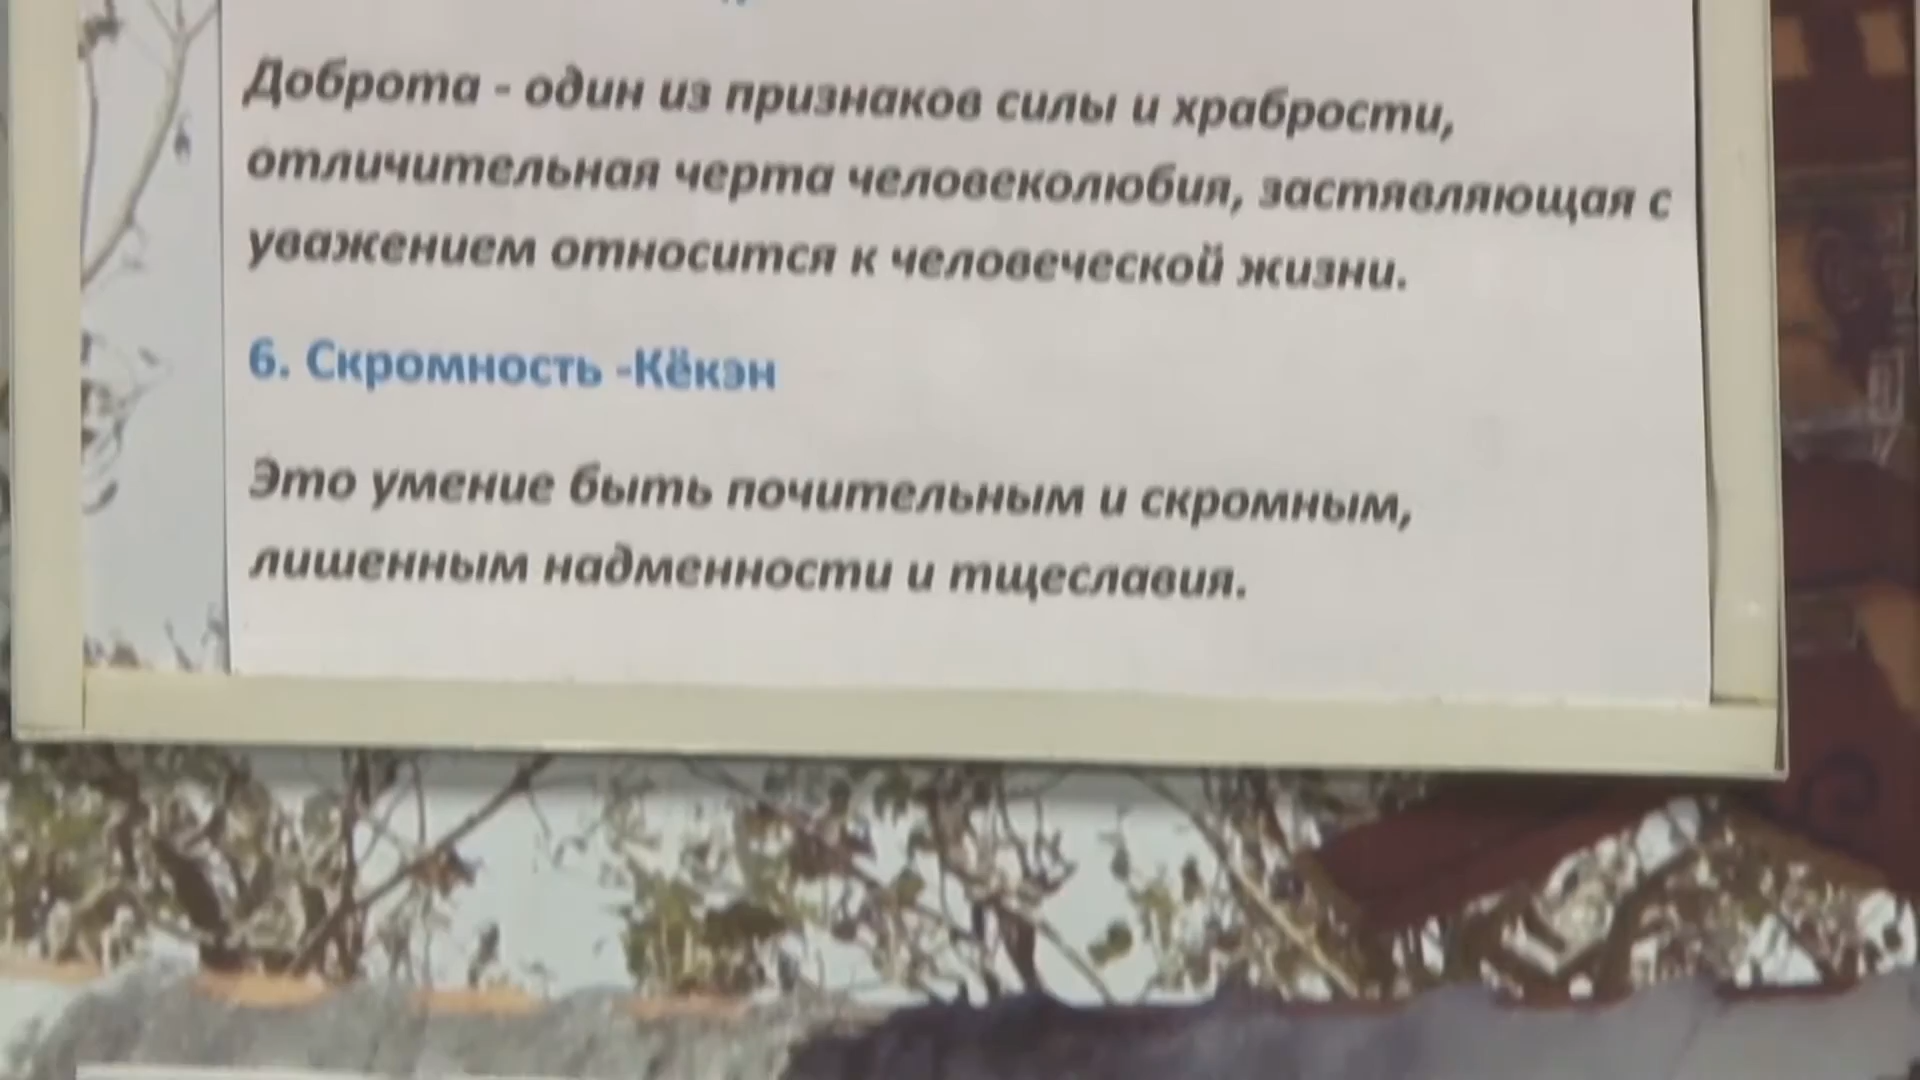 Доброта - один из признаков силы и храбрости,
отличительная черта человеколюбия, застявляющая с
уважением относится к человеческой жизни.
6. Скромность -Кёкэн
Это умение быть почительным и скромным,
лишенным надменности и тщеславия.